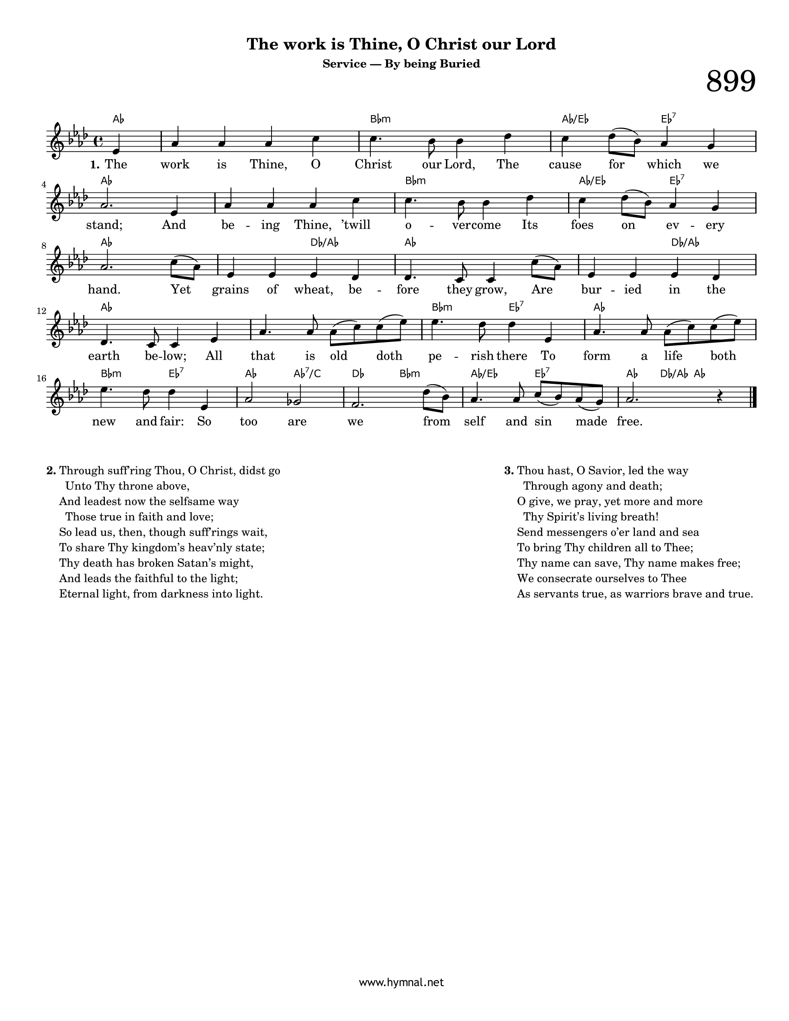 The work is Thine, O Christ our Lord
Service — By being Buried
899
A♭ B♭m A♭/E♭ E♭7
1. The work is Thine, O Christ our Lord, The cause for which we
4
A♭ B♭m A♭/E♭ E♭7
stand; And be - ing Thine, ’twill o - vercome Its foes on ev - ery
8
A♭ D♭/A♭ A♭ D♭/A♭
hand. Yet grains of wheat, be - fore they grow, Are bur - ied in the
12
A♭ B♭m E♭7 A♭
earth be-low; All that is old doth pe - rish there To form a life both
16
B♭m E♭7 A♭ A♭7/C D♭ B♭m A♭/E♭ E♭7 A♭ D♭/A♭ A♭
new and fair: So too are we from self and sin made free.
2. Through suff’ring Thou, O Christ, didst go
Unto Thy throne above,
And leadest now the selfsame way
Those true in faith and love;
So lead us, then, though suff’rings wait,
To share Thy kingdom’s heav’nly state;
Thy death has broken Satan’s might,
And leads the faithful to the light;
Eternal light, from darkness into light.
3. Thou hast, O Savior, led the way
Through agony and death;
O give, we pray, yet more and more
Thy Spirit’s living breath!
Send messengers o’er land and sea
To bring Thy children all to Thee;
Thy name can save, Thy name makes free;
We consecrate ourselves to Thee
As servants true, as warriors brave and true.
www.hymnal.net